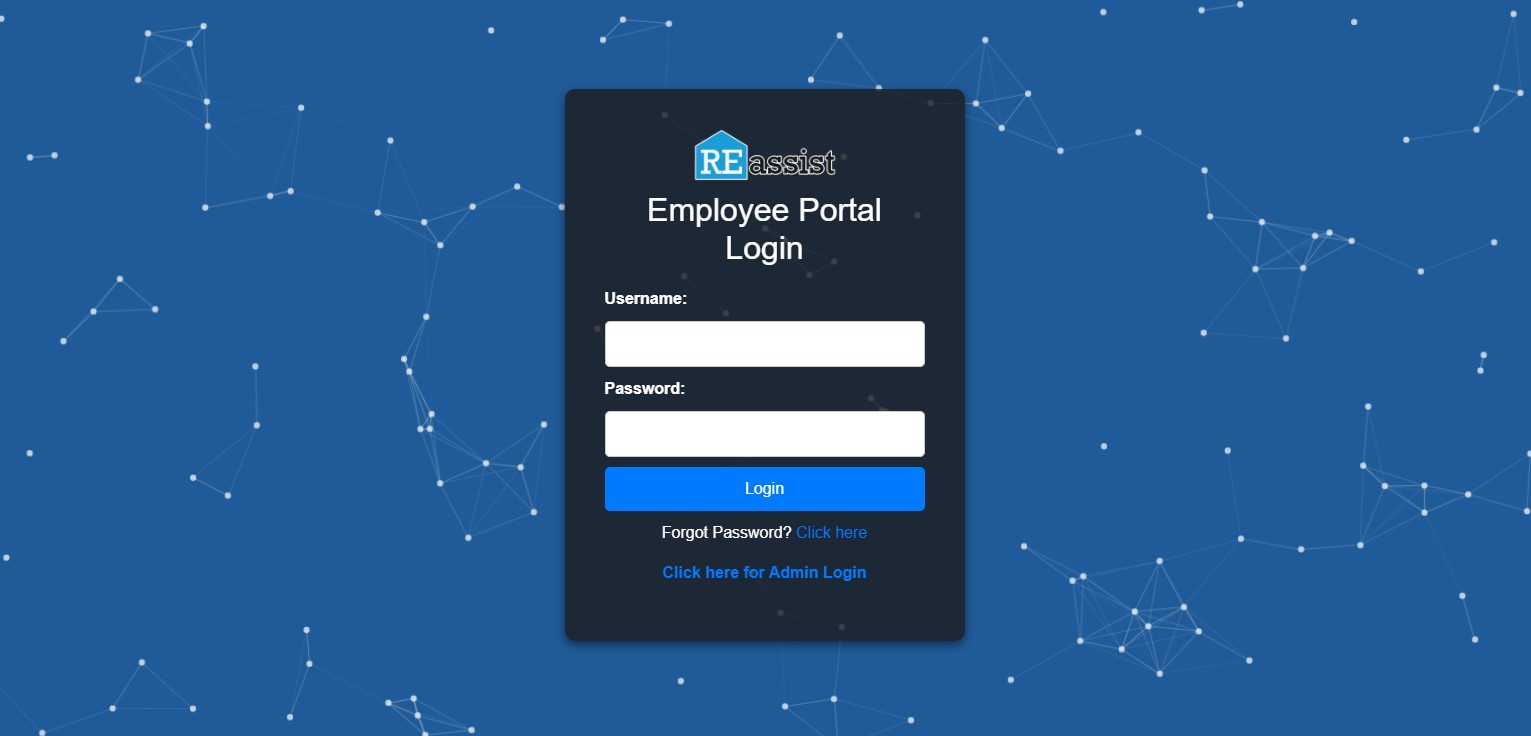 REassist
Employee Portal
Login
Username:
Password:
Login
Forgot Password? Click here
Click here for Admin Login